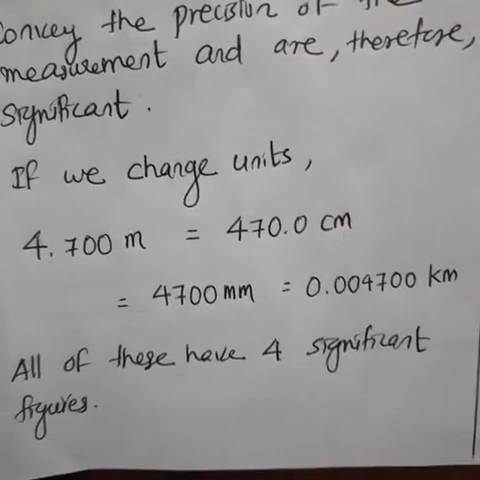 convey the precision of the
measurement and are, therefore,
significant.
If we change units,
4.700 m = 470.0 cm
= 4700 mm = 0.004700 km
All of these have 4 significant
figures.